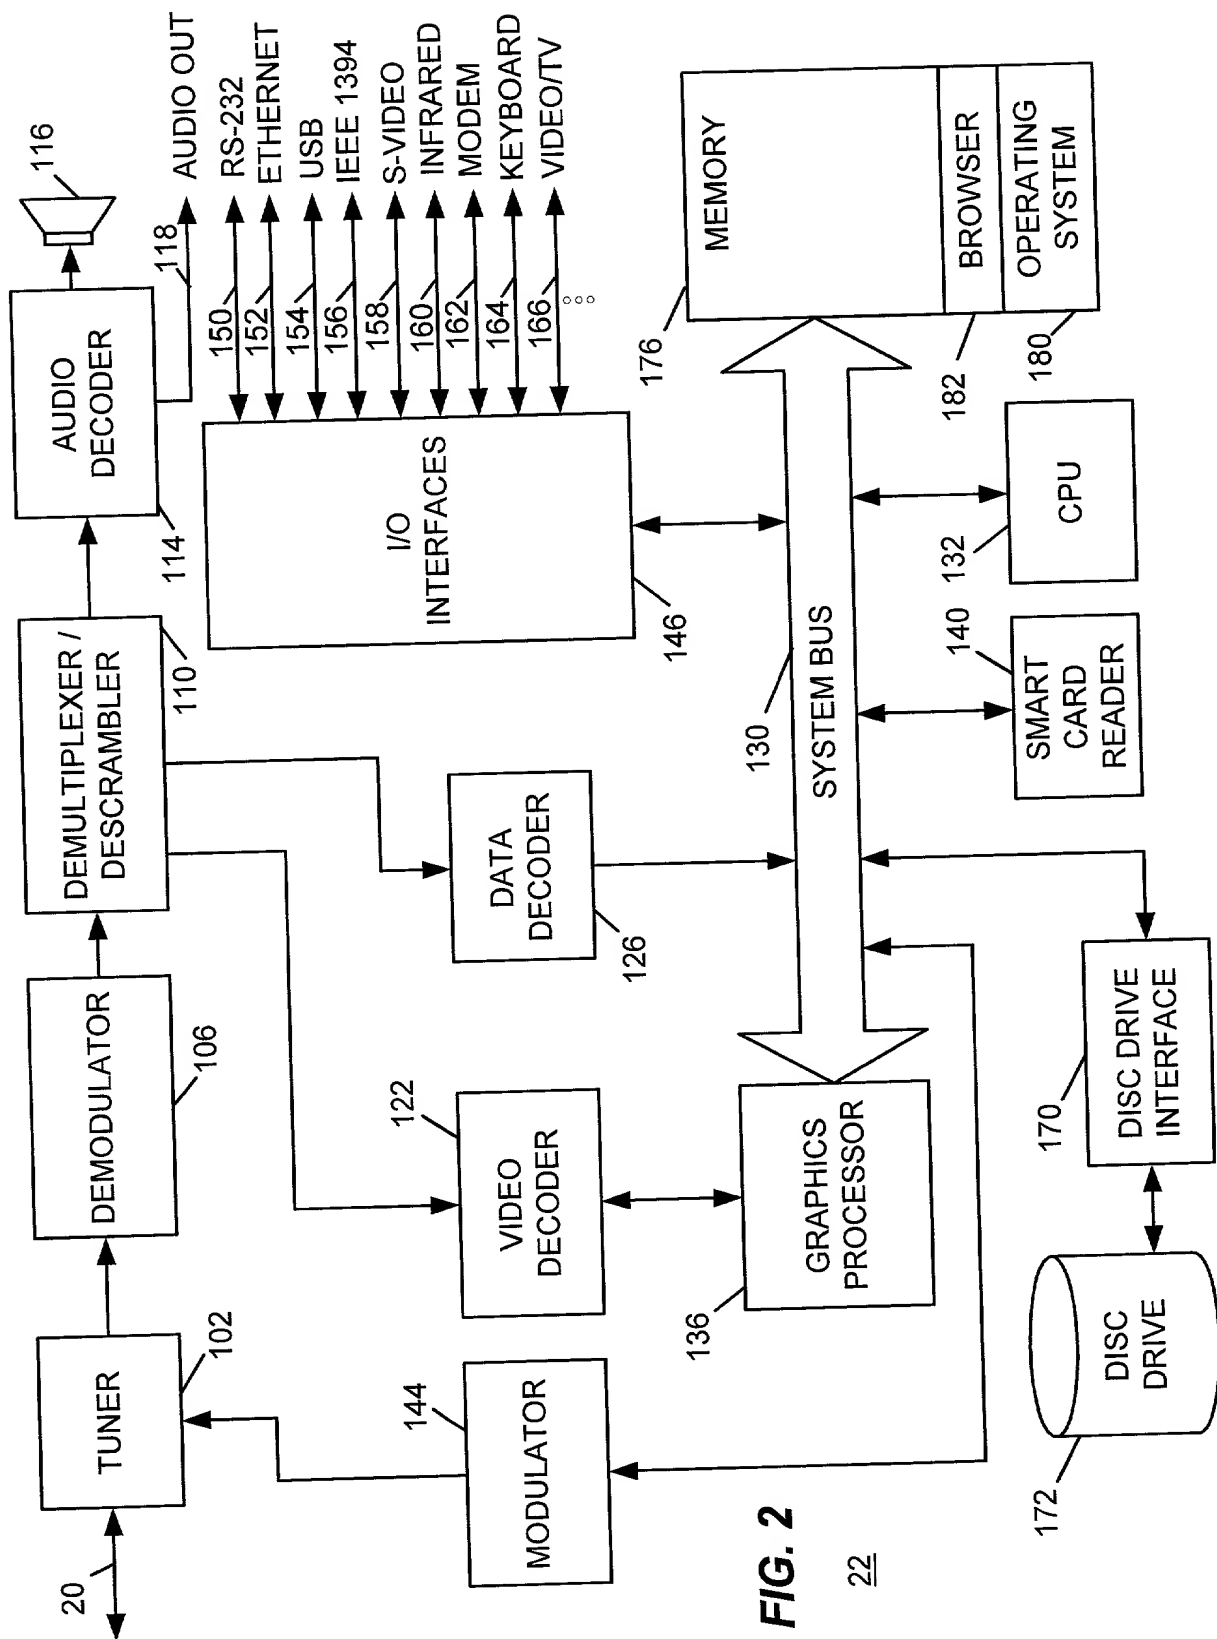 20
TUNER
102
DEMODULATOR
106
DEMULTIPLEXER /
DESCRAMBLER
110
AUDIO
DECODER
114
116
118
AUDIO OUT
MODULATOR
144
VIDEO
DECODER
122
DATA
DECODER
126
I/O
INTERFACES
146
150
RS-232
152
ETHERNET
154
USB
156
IEEE 1394
158
S-VIDEO
160
INFRARED
162
MODEM
164
KEYBOARD
166
VIDEO/TV
GRAPHICS
PROCESSOR
136
SYSTEM BUS
130
MEMORY
176
BROWSER
182
OPERATING
SYSTEM
180
DISC
DRIVE
172
DISC DRIVE
INTERFACE
170
SMART
CARD
READER
140
CPU
132
FIG. 2
22